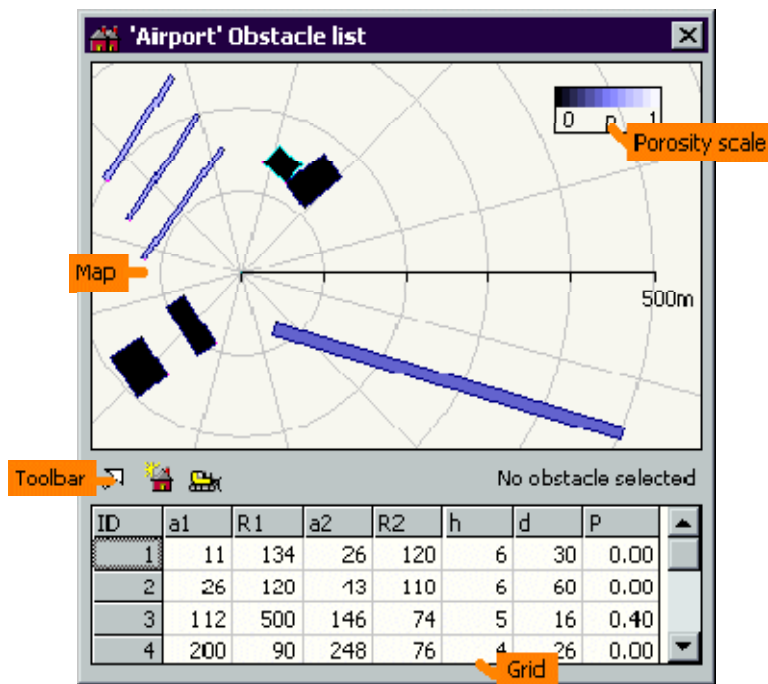 'Airport' Obstacle list
0 p 1
Porosity scale
Map
500m
Toolbar
No obstacle selected
ID a1 R1 a2 R2 h d P
1 11 134 26 120 6 30 0.00
2 26 120 43 110 6 60 0.00
3 112 500 146 74 5 16 0.40
4 200 90 248 76 4 26 0.00
Grid